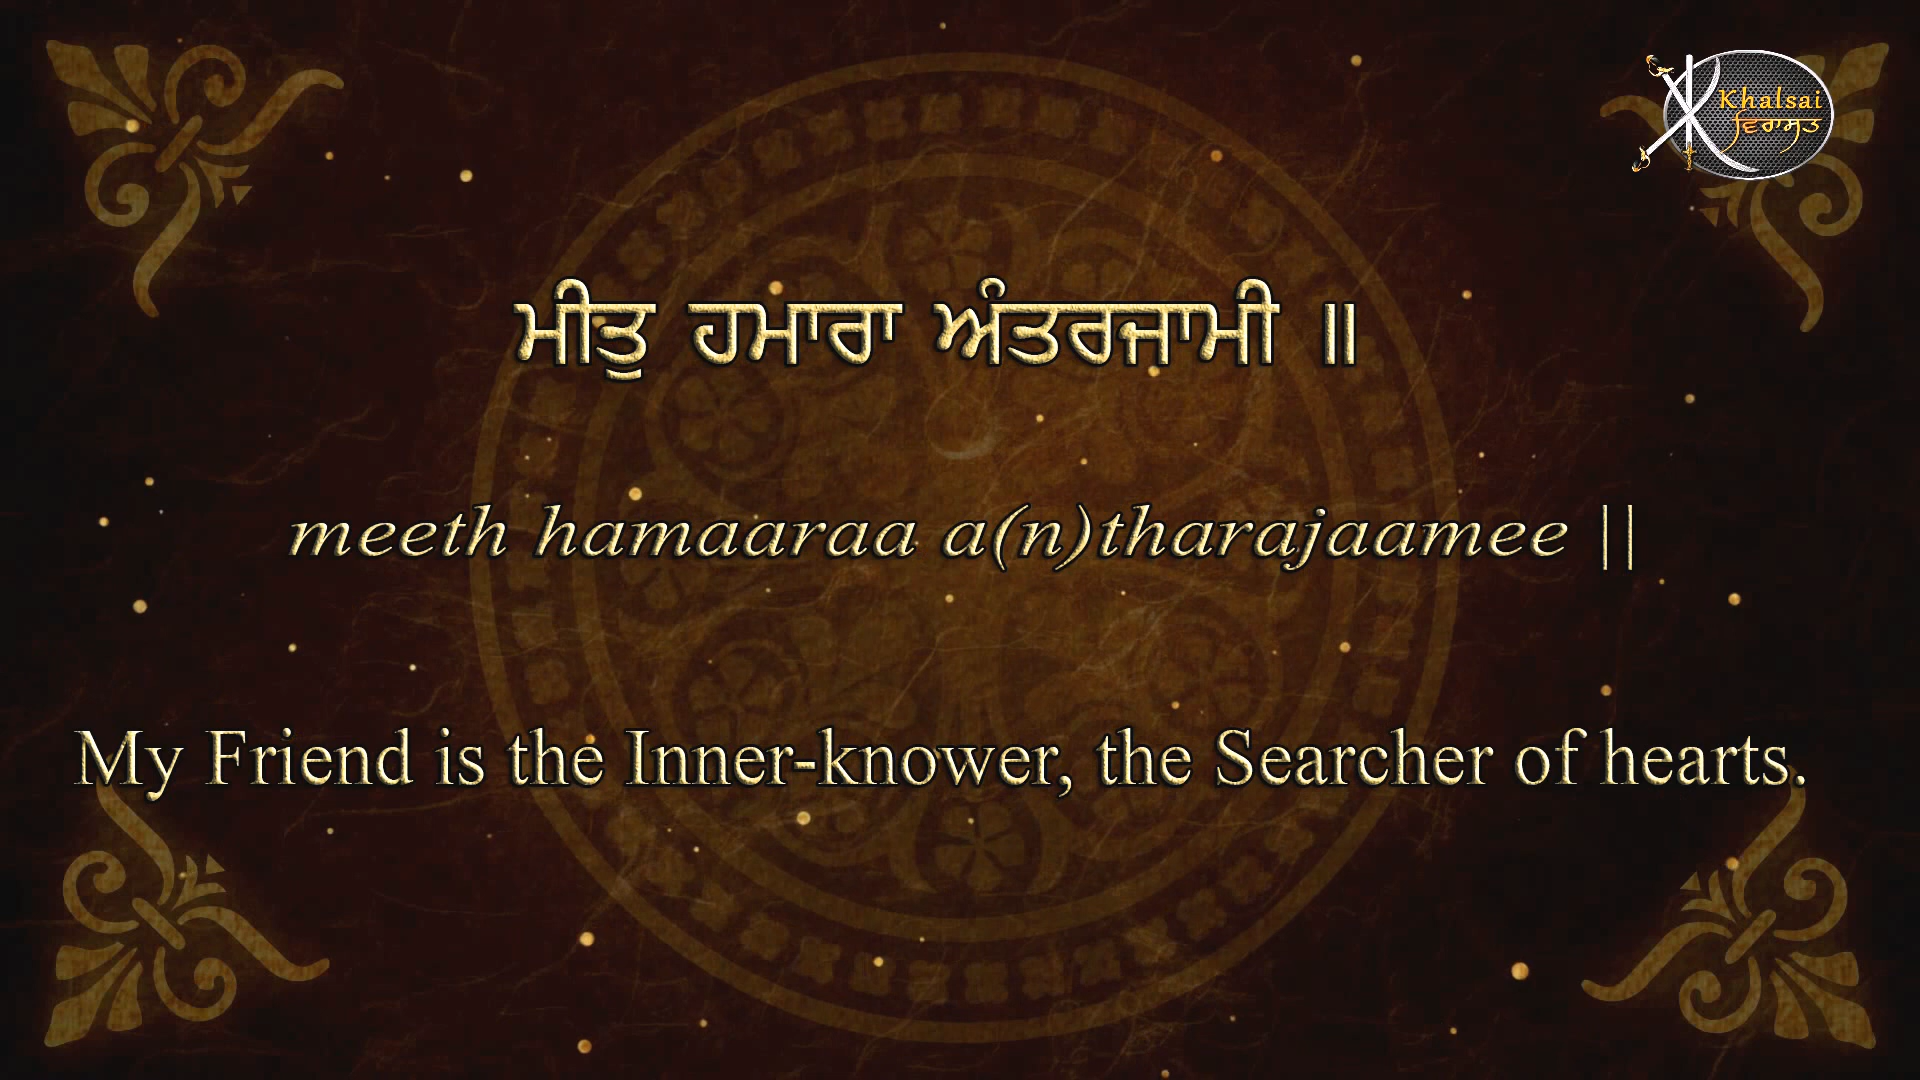 Khalsai
ਵਿਰਾਸਤ
ਮੀਤੁ ਹਮਾਰਾ ਅੰਤਰਜਾਮੀ ॥
meeth hamaaraa a(n)tharajaamee ||
My Friend is the Inner-knower, the Searcher of hearts.